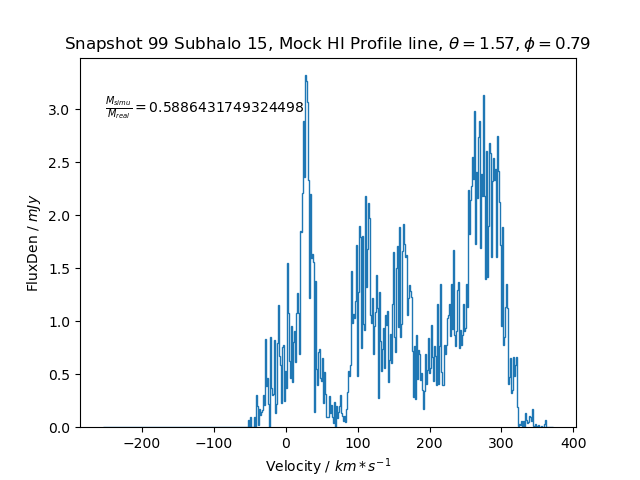 Snapshot 99 Subhalo 15, Mock HI Profile line, θ = 1.57, ϕ = 0.79
M_simu/M_real = 0.5886431749324498
FluxDen / mJy
3.0
2.5
2.0
1.5
1.0
0.5
0.0
−200 −100 0 100 200 300 400
Velocity / km * s⁻¹